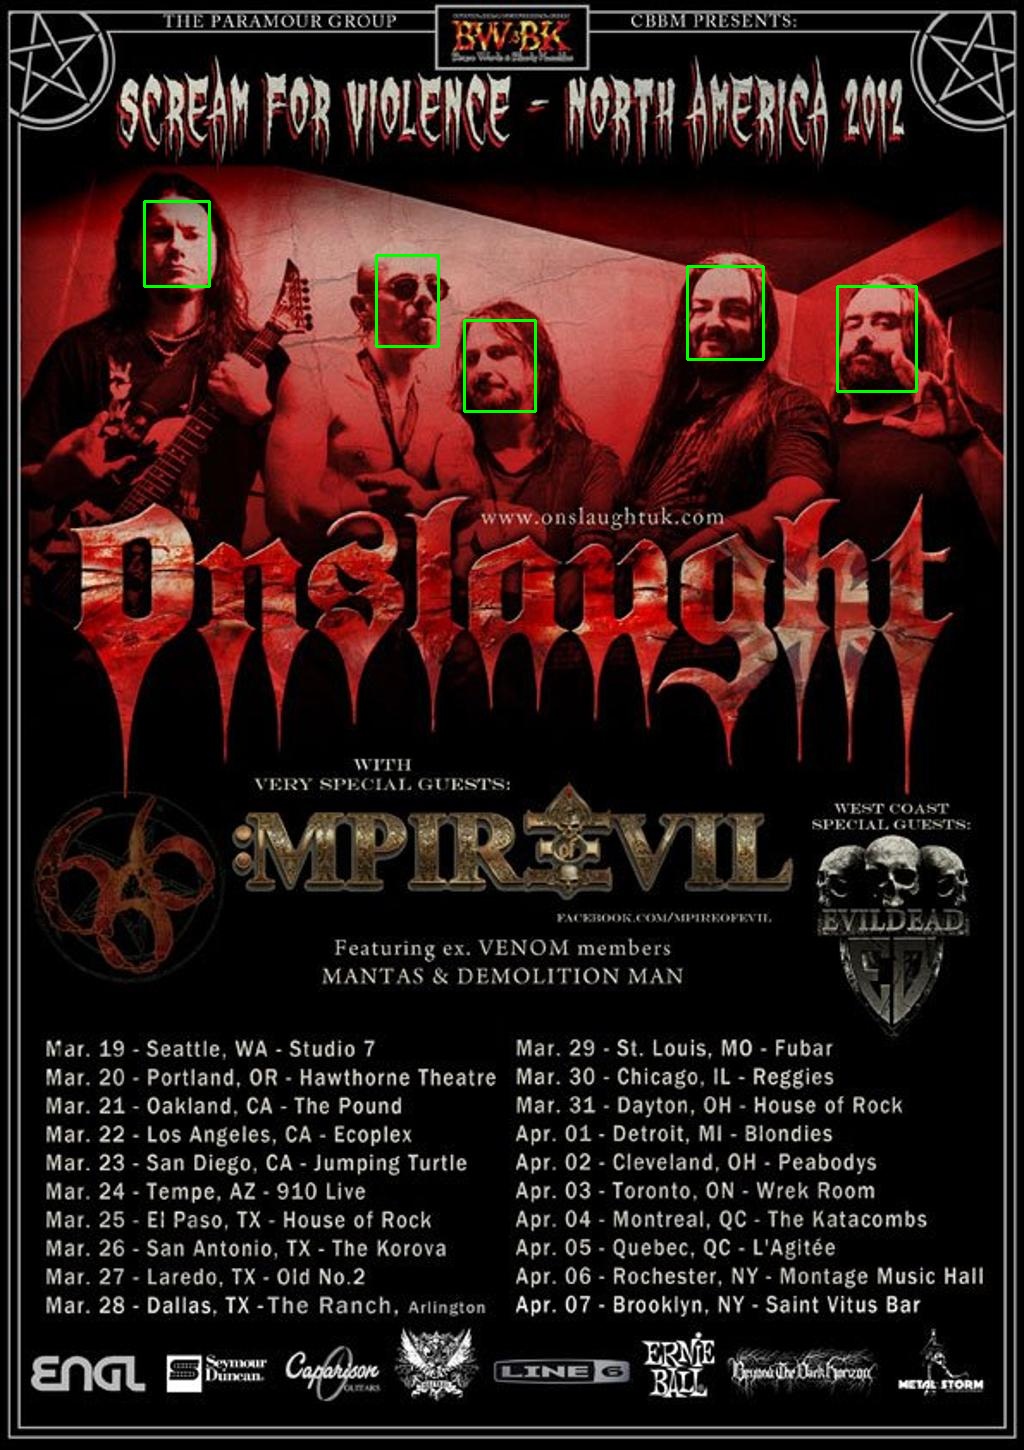 THE PARAMOUR GROUP
BW&BK
Brave Words & Bloody Knuckles
CBBM PRESENTS:
SCREAM FOR VIOLENCE - NORTH AMERICA 2012
www.onslaughtuk.com
Onslaught
WITH
VERY SPECIAL GUESTS:
:MPIRE of EVIL
FACEBOOK.COM/MPIREOFEVIL
Featuring ex. VENOM members
MANTAS & DEMOLITION MAN
WEST COAST
SPECIAL GUESTS:
EVILDEAD
ED
Mar. 19 - Seattle, WA - Studio 7
Mar. 20 - Portland, OR - Hawthorne Theatre
Mar. 21 - Oakland, CA - The Pound
Mar. 22 - Los Angeles, CA - Ecoplex
Mar. 23 - San Diego, CA - Jumping Turtle
Mar. 24 - Tempe, AZ - 910 Live
Mar. 25 - El Paso, TX - House of Rock
Mar. 26 - San Antonio, TX - The Korova
Mar. 27 - Laredo, TX - Old No.2
Mar. 28 - Dallas, TX -The Ranch, Arlington
Mar. 29 - St. Louis, MO - Fubar
Mar. 30 - Chicago, IL - Reggies
Mar. 31 - Dayton, OH - House of Rock
Apr. 01 - Detroit, MI - Blondies
Apr. 02 - Cleveland, OH - Peabodys
Apr. 03 - Toronto, ON - Wrek Room
Apr. 04 - Montreal, QC - The Katacombs
Apr. 05 - Quebec, QC - L'Agitée
Apr. 06 - Rochester, NY - Montage Music Hall
Apr. 07 - Brooklyn, NY - Saint Vitus Bar
ENGL
Seymour
Duncan
Caparison
GUITARS
LINE 6
ERNIE
BALL
Beyond The Dark Horizon
METAL STORM